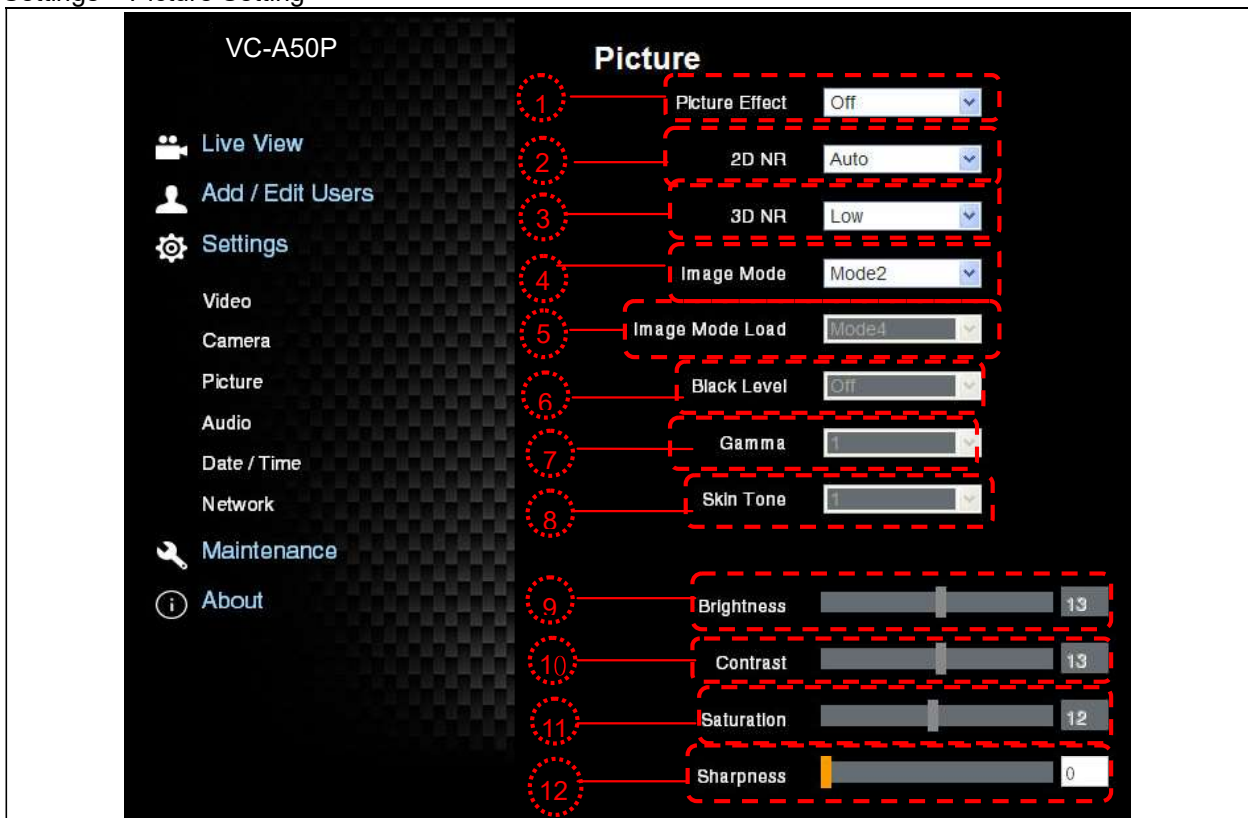 Settings – Picture Setting
VC-A50P
Live View
Add / Edit Users
Settings
Video
Camera
Picture
Audio
Date / Time
Network
Maintenance
About
Picture
1 Picture Effect Off
2 2D NR Auto
3 3D NR Low
4 Image Mode Mode2
5 Image Mode Load Mode4
6 Black Level Off
7 Gamma 1
8 Skin Tone 1
9 Brightness 13
10 Contrast 13
11 Saturation 12
12 Sharpness 0